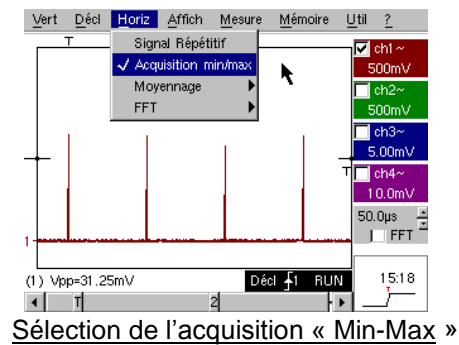 Vert Décl Horiz Affich Mesure Mémoire Util ?
T
Signal Répétitif
✓ Acquisition min/max
Moyennage
FFT
ch1~
500mV
ch2~
500mV
ch3~
5.00mV
T
ch4~
10.0mV
50.0µs
FFT
1
(1) Vpp=31.25mV
Décl 1 RUN
15:18
T
T 2
Sélection de l’acquisition « Min-Max »